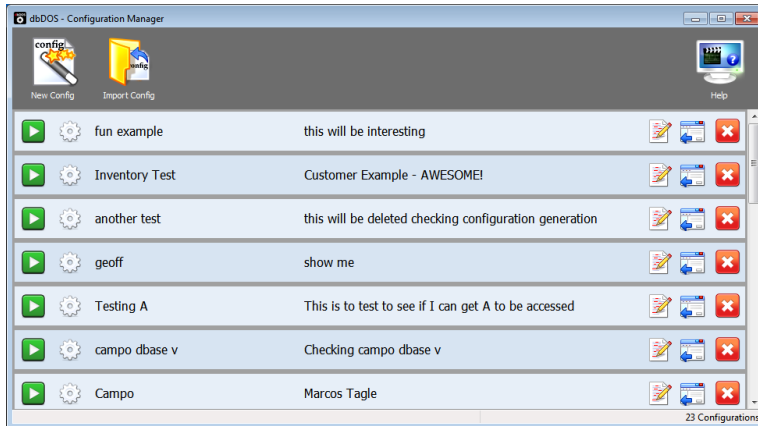 dbDOS - Configuration Manager
config
New Config
config
Import Config
Help
fun example this will be interesting
Inventory Test Customer Example - AWESOME!
another test this will be deleted checking configuration generation
geoff show me
Testing A This is to test to see if I can get A to be accessed
campo dbase v Checking campo dbase v
Campo Marcos Tagle
23 Configurations